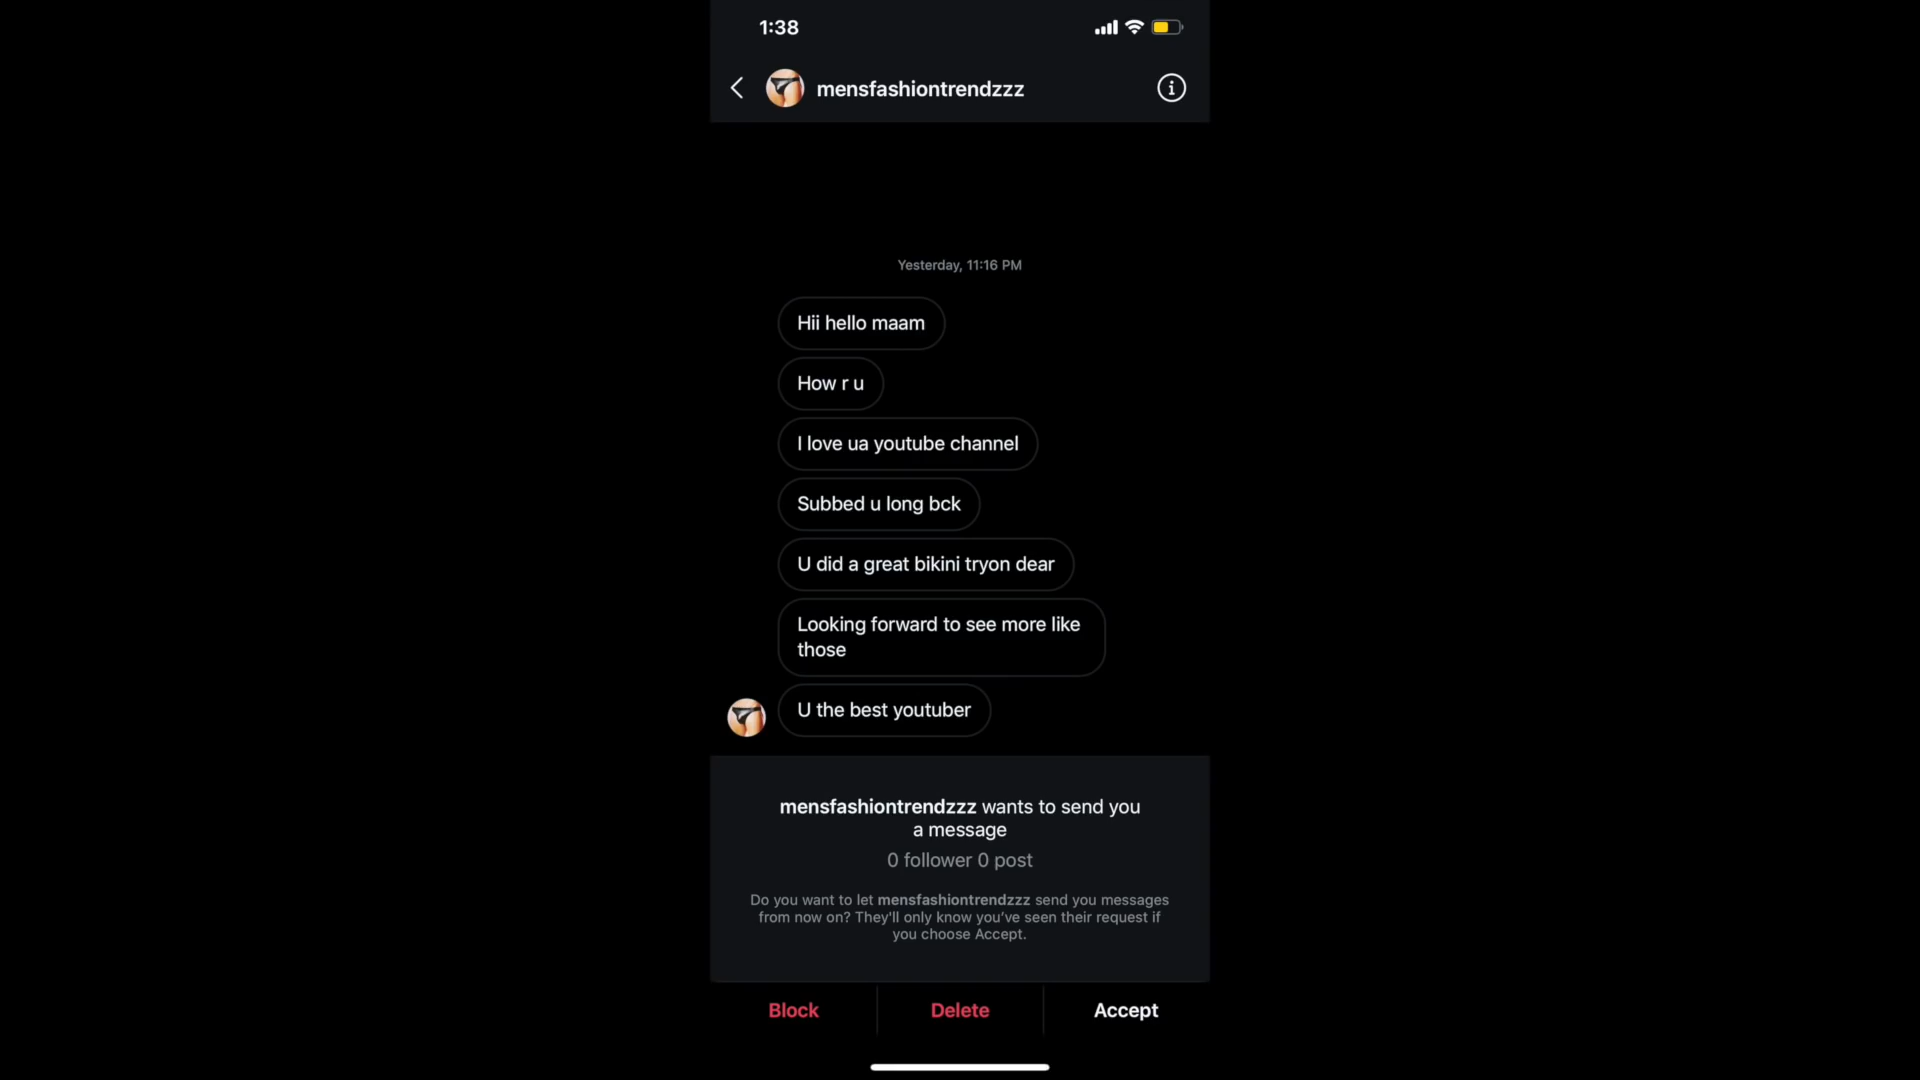 1:38
mensfashiontrendzzz
Yesterday, 11:16 PM
Hii hello maam
How r u
I love ua youtube channel
Subbed u long bck
U did a great bikini tryon dear
Looking forward to see more like
those
U the best youtuber
mensfashiontrendzzz wants to send you
a message
0 follower 0 post
Do you want to let mensfashiontrendzzz send you messages
from now on? They'll only know you've seen their request if
you choose Accept.
Block Delete Accept